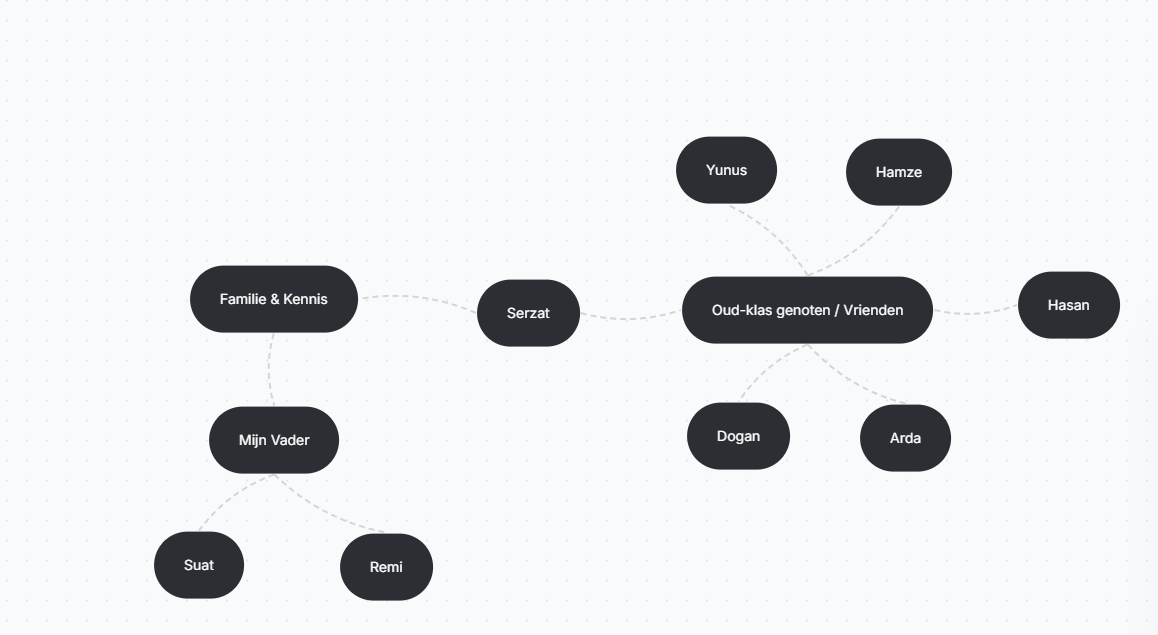 Yunus
Hamze
Familie & Kennis
Serzat
Oud-klas genoten / Vrienden
Hasan
Mijn Vader
Dogan
Arda
Suat
Remi